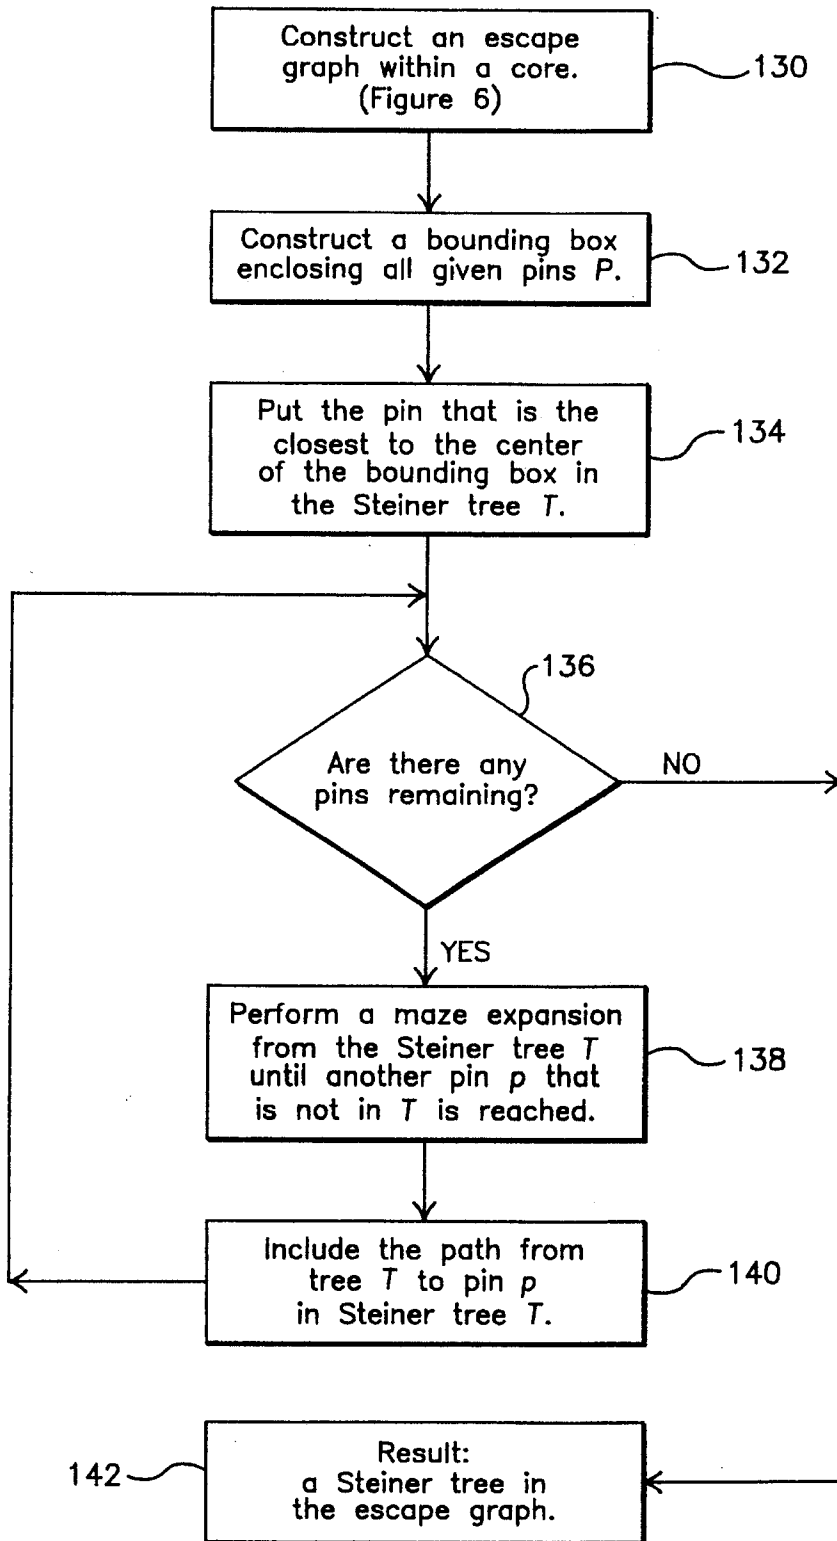 Construct an escape
graph within a core.
(Figure 6)
130
Construct a bounding box
enclosing all given pins P.
132
Put the pin that is the
closest to the center
of the bounding box in
the Steiner tree T.
134
136
Are there any
pins remaining?
NO
YES
Perform a maze expansion
from the Steiner tree T
until another pin p that
is not in T is reached.
138
Include the path from
tree T to pin p
in Steiner tree T.
140
142
Result:
a Steiner tree in
the escape graph.